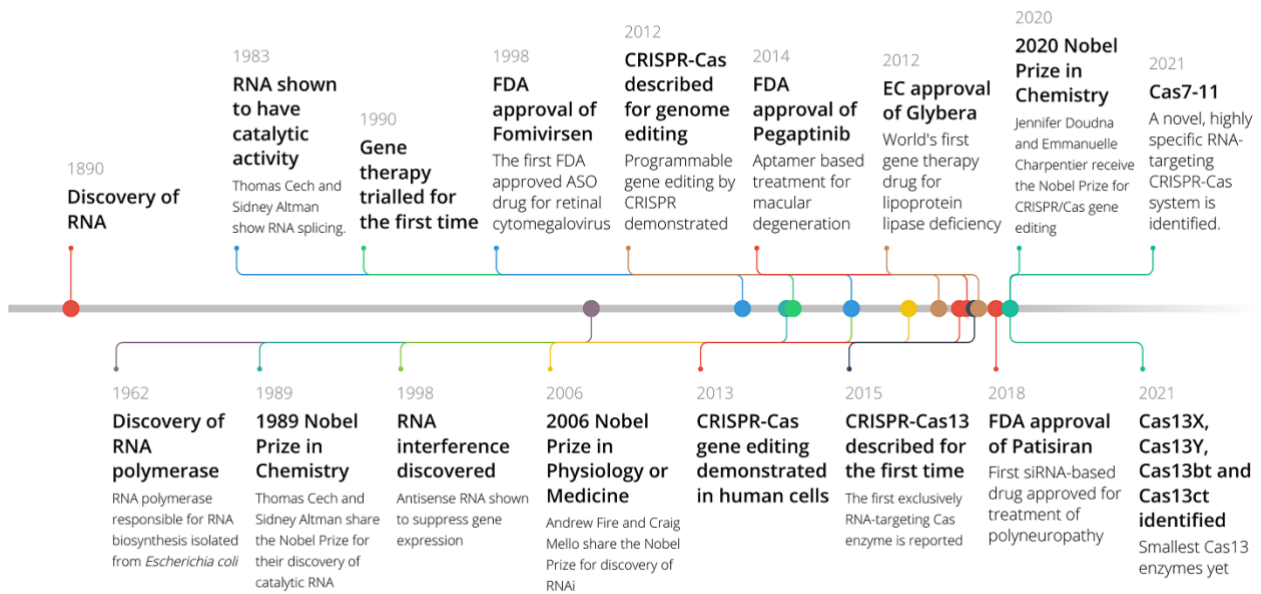 1890
Discovery of
RNA
1983
RNA shown
to have
catalytic
activity
Thomas Cech and
Sidney Altman
show RNA splicing.
1990
Gene
therapy
trialled for
the first time
1998
FDA
approval of
Fomivirsen
The first FDA
approved ASO
drug for retinal
cytomegalovirus
2012
CRISPR-Cas
described
for genome
editing
Programmable
gene editing by
CRISPR
demonstrated
2014
FDA
approval of
Pegaptinib
Aptamer based
treatment for
macular
degeneration
2012
EC approval
of Glybera
World's first
gene therapy
drug for
lipoprotein
lipase deficiency
2020
2020 Nobel
Prize in
Chemistry
Jennifer Doudna
and Emmanuelle
Charpentier receive
the Nobel Prize for
CRISPR/Cas gene
editing
2021
Cas7-11
A novel, highly
specific RNA-
targeting
CRISPR-Cas
system is
identified.
1962
Discovery of
RNA
polymerase
RNA polymerase
responsible for RNA
biosynthesis isolated
from Escherichia coli
1989
1989 Nobel
Prize in
Chemistry
Thomas Cech and
Sidney Altman share
the Nobel Prize for
their discovery of
catalytic RNA
1998
RNA
interference
discovered
Antisense RNA shown
to suppress gene
expression
2006
2006 Nobel
Prize in
Physiology or
Medicine
Andrew Fire and Craig
Mello share the Nobel
Prize for discovery of
RNAi
2013
CRISPR-Cas
gene editing
demonstrated
in human cells
2015
CRISPR-Cas13
described for
the first time
The first exclusively
RNA-targeting Cas
enzyme is reported
2018
FDA approval
of Patisiran
First siRNA-based
drug approved for
treatment of
polyneuropathy
2021
Cas13X,
Cas13Y,
Cas13bt and
Cas13ct
identified
Smallest Cas13
enzymes yet